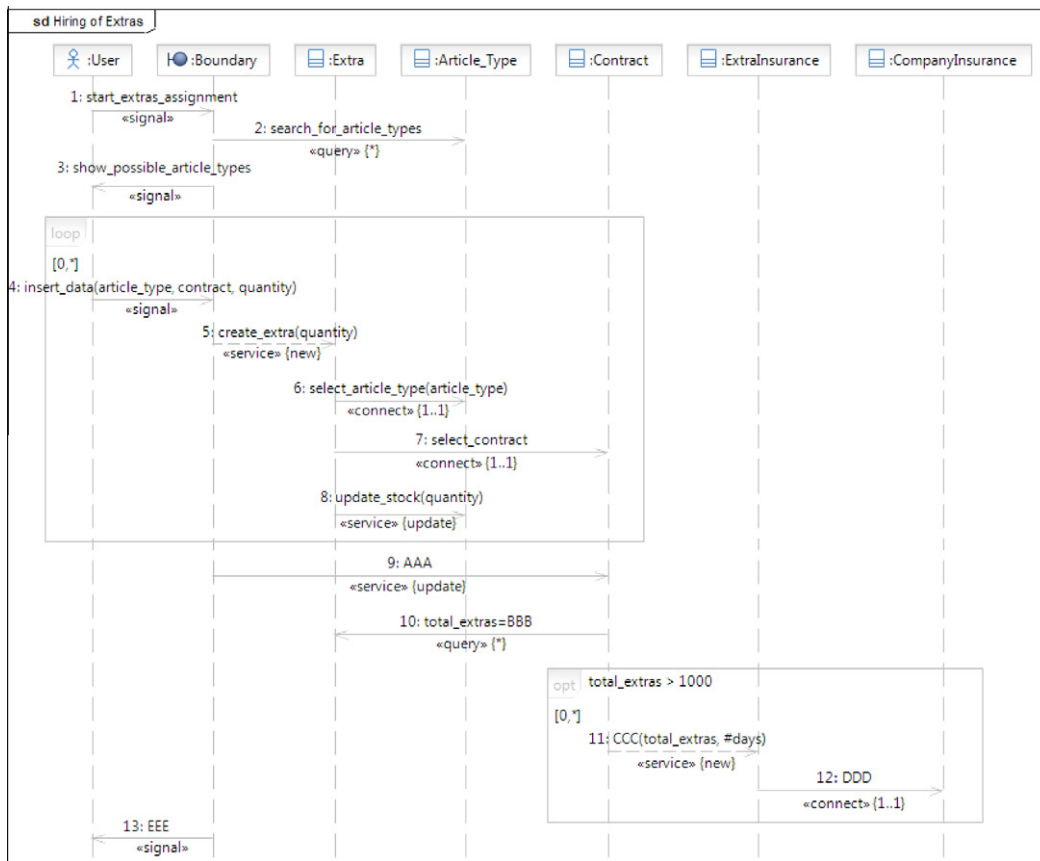 sd Hiring of Extras
:User
:Boundary
:Extra
:Article_Type
:Contract
:ExtraInsurance
:CompanyInsurance
1: start_extras_assignment
«signal»
2: search_for_article_types
«query» {*}
3: show_possible_article_types
«signal»
loop
[0,*]
4: insert_data(article_type, contract, quantity)
«signal»
5: create_extra(quantity)
«service» {new}
6: select_article_type(article_type)
«connect» {1..1}
7: select_contract
«connect» {1..1}
8: update_stock(quantity)
«service» {update}
9: AAA
«service» {update}
10: total_extras=BBB
«query» {*}
opt
total_extras > 1000
[0,*]
11: CCC(total_extras, #days)
«service» {new}
12: DDD
«connect» {1..1}
13: EEE
«signal»